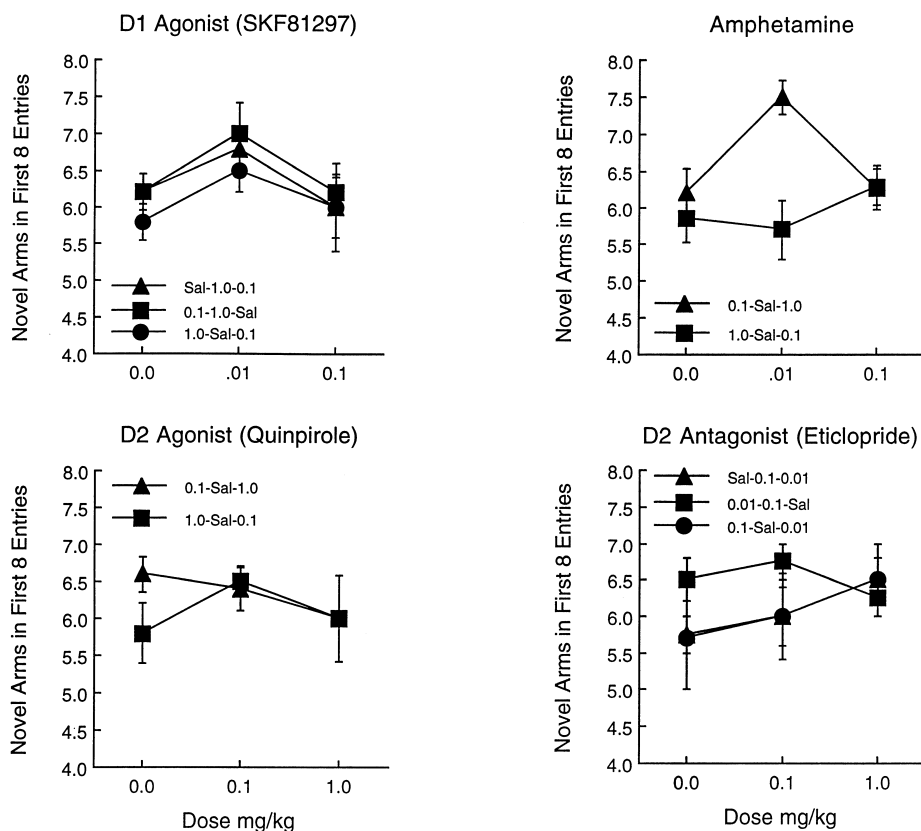 D1 Agonist (SKF81297)
Novel Arms in First 8 Entries
8.0
7.5
7.0
6.5
6.0
5.5
5.0
4.5
4.0
Sal-1.0-0.1
0.1-1.0-Sal
1.0-Sal-0.1
0.0 .01 0.1
Amphetamine
Novel Arms in First 8 Entries
8.0
7.5
7.0
6.5
6.0
5.5
5.0
4.5
4.0
0.1-Sal-1.0
1.0-Sal-0.1
0.0 .01 0.1
D2 Agonist (Quinpirole)
Novel Arms in First 8 Entries
8.0
7.5
7.0
6.5
6.0
5.5
5.0
4.5
4.0
0.1-Sal-1.0
1.0-Sal-0.1
0.0 0.1 1.0
Dose mg/kg
D2 Antagonist (Eticlopride)
Novel Arms in First 8 Entries
8.0
7.5
7.0
6.5
6.0
5.5
5.0
4.5
4.0
Sal-0.1-0.01
0.01-0.1-Sal
0.1-Sal-0.01
0.0 0.1 1.0
Dose mg/kg